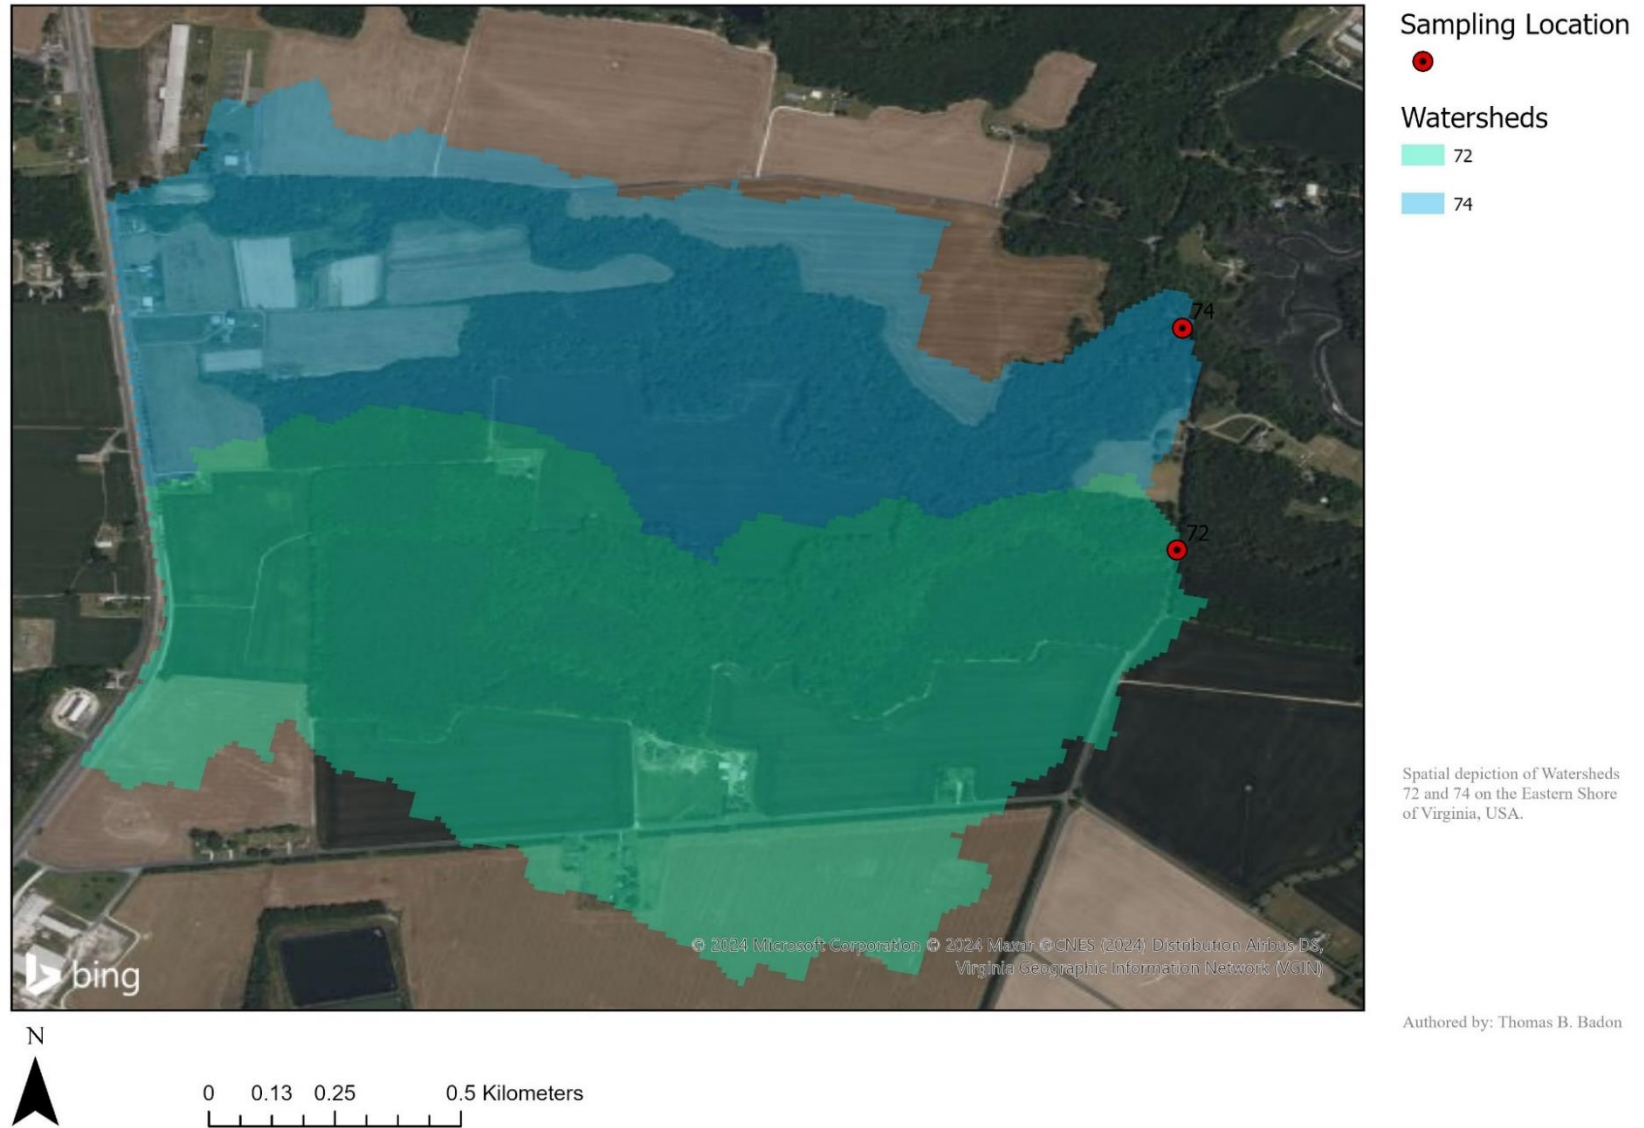 Sampling Location
Watersheds
72
74
74
72
© 2024 Microsoft Corporation © 2024 Maxar © CNES (2024) Distribution Airbus DS,
Virginia Geographic Information Network (VGIN)
bing
Spatial depiction of Watersheds
72 and 74 on the Eastern Shore
of Virginia, USA.
Authored by: Thomas B. Badon
N
0 0.13 0.25 0.5 Kilometers